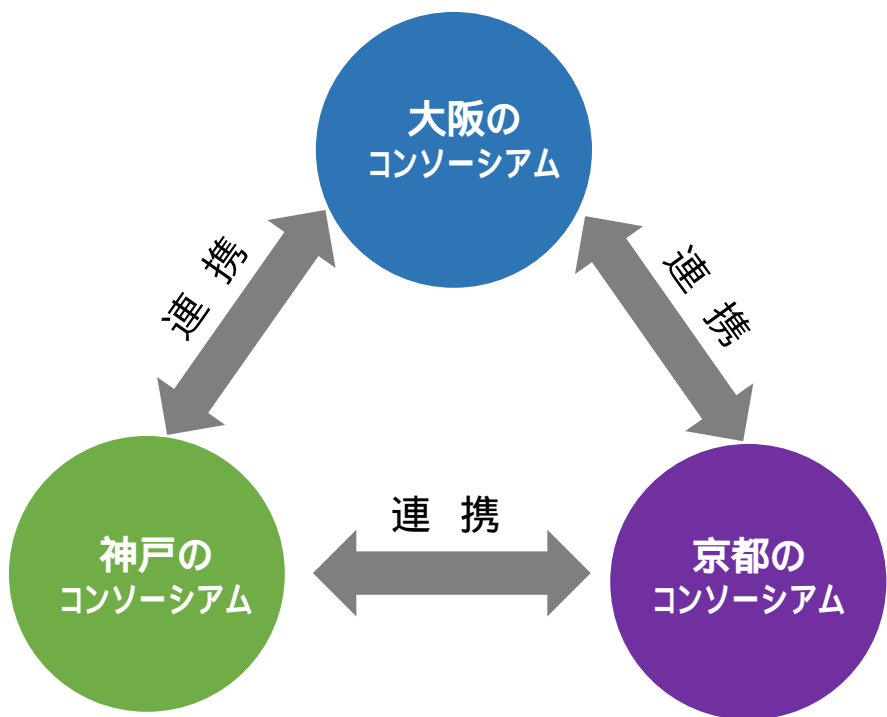 大阪の
コンソーシアム
連携
連携
神戸の
コンソーシアム
連携
京都の
コンソーシアム